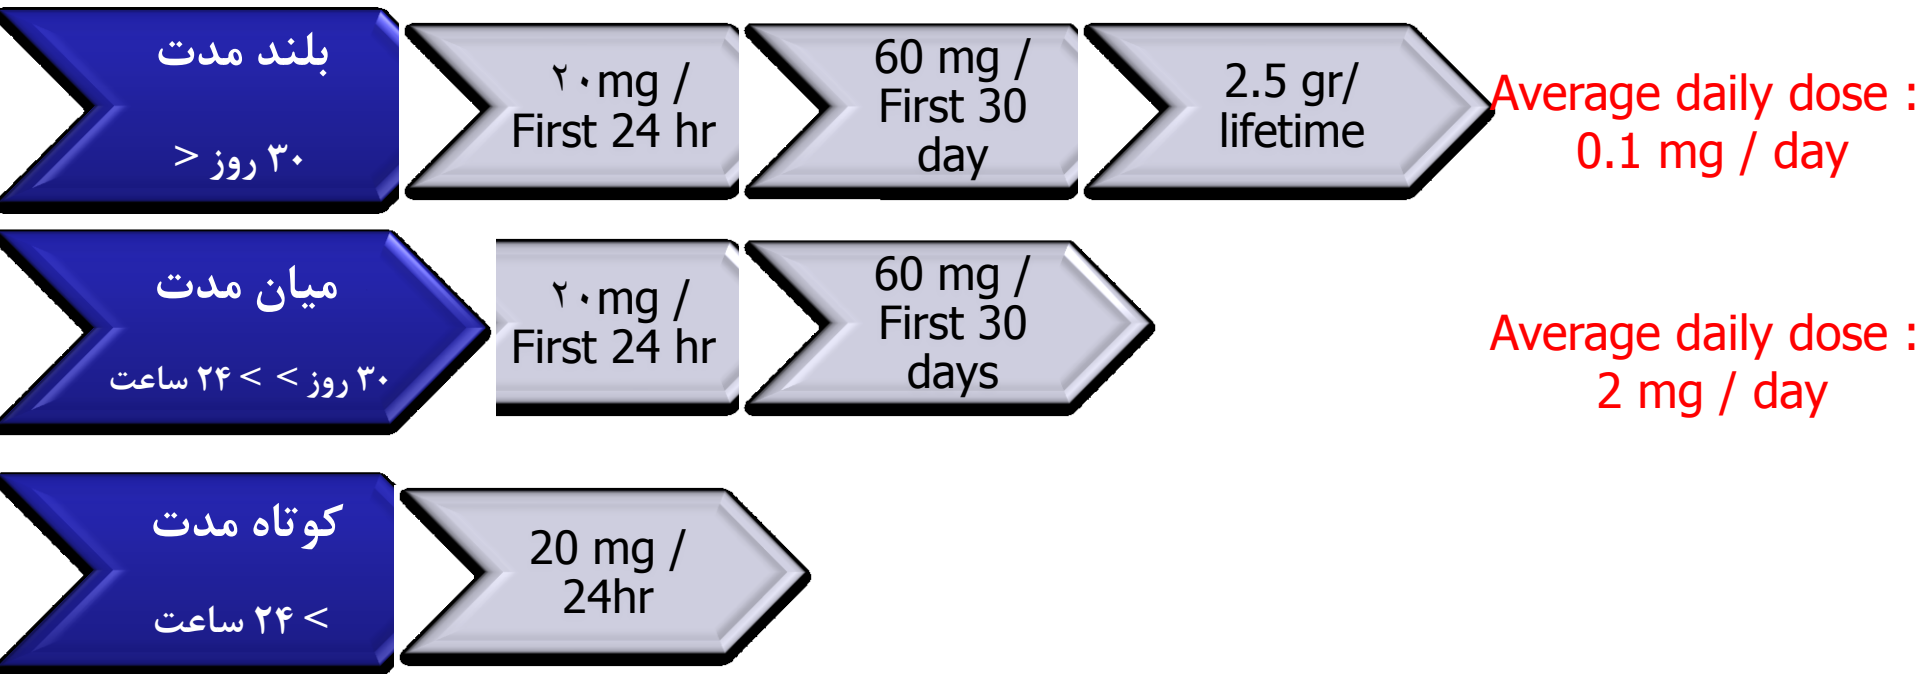 بلند مدت
۳۰ روز <
۲۰mg /
First 24 hr
60 mg /
First 30
day
2.5 gr/
lifetime
Average daily dose :
0.1 mg / day
میان مدت
۳۰ روز > > ۲۴ ساعت
۲۰mg /
First 24 hr
60 mg /
First 30
days
Average daily dose :
2 mg / day
کوتاه مدت
> ۲۴ ساعت
20 mg /
24hr